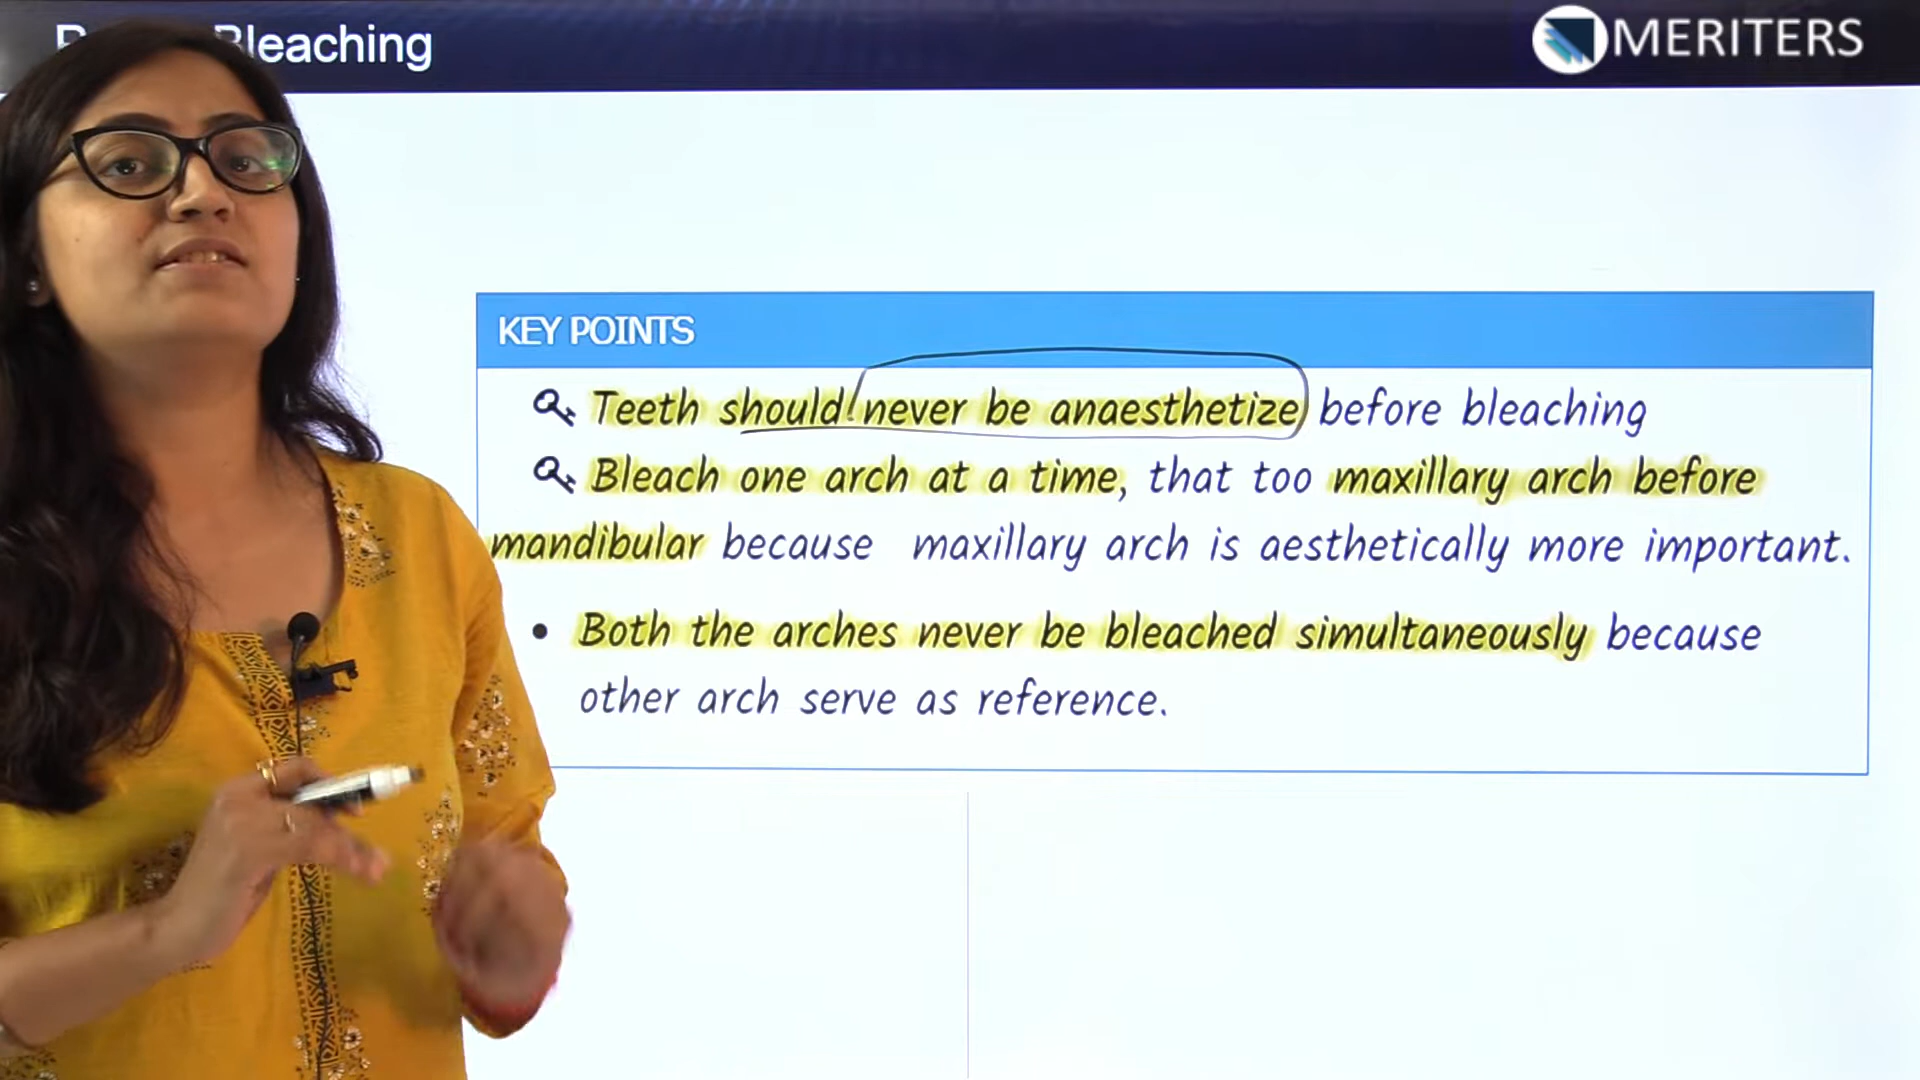 Bleaching
MERITERS
KEY POINTS
Teeth should never be anaesthetize before bleaching
Bleach one arch at a time, that too maxillary arch before
mandibular because maxillary arch is aesthetically more important.
• Both the arches never be bleached simultaneously because
other arch serve as reference.